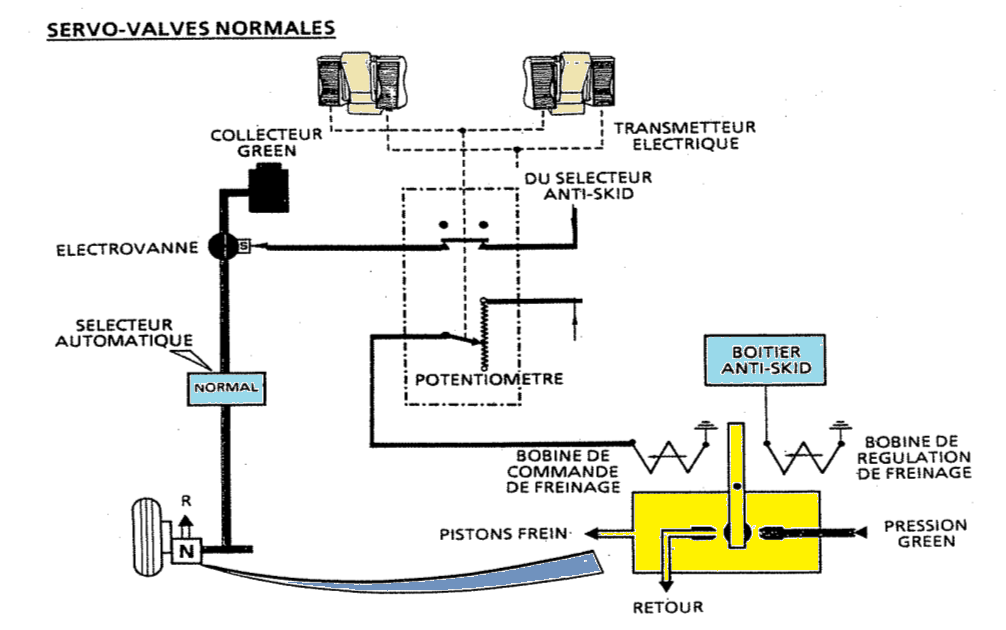 SERVO-VALVES NORMALES
COLLECTEUR
GREEN
TRANSMETTEUR
ELECTRIQUE
DU SELECTEUR
ANTI-SKID
ELECTROVANNE
S
SELECTEUR
AUTOMATIQUE
NORMAL
POTENTIOMETRE
BOITIER
ANTI-SKID
BOBINE DE
COMMANDE
DE FREINAGE
BOBINE DE
REGULATION
DE FREINAGE
R
N
PISTONS FREIN
PRESSION
GREEN
RETOUR